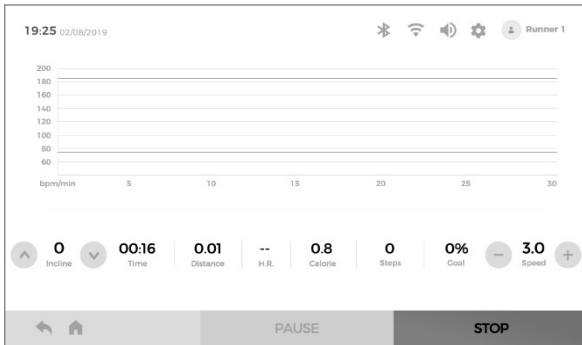 19:25 02/08/2019 Runner 1
200
180
160
140
120
100
80
60
bpm/min 5 10 15 20 25 30
0 00:16 0.01 -- 0.8 0 0% 3.0
Incline Time Distance H.R. Calorie Steps Goal Speed
PAUSE STOP